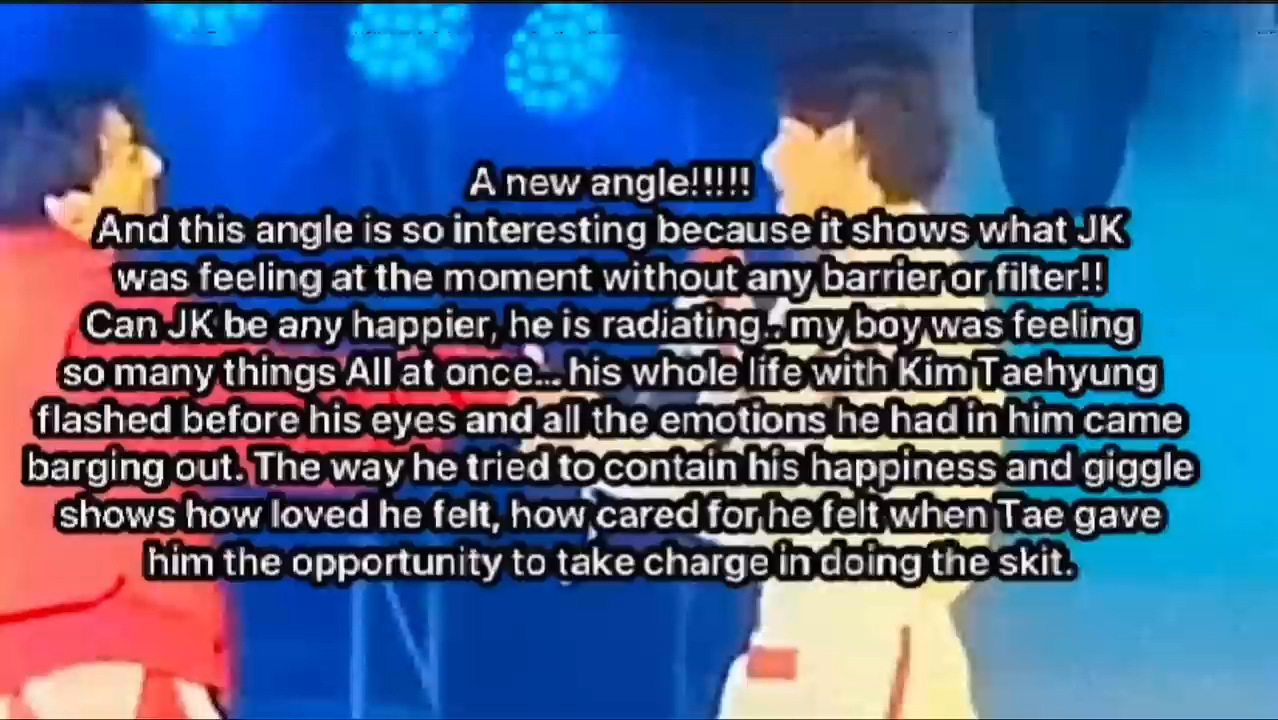 A new angle!!!!!
And this angle is so interesting because it shows what JK
was feeling at the moment without any barrier or filter!!
Can JK be any happier, he is radiating.. my boy was feeling
so many things All at once... his whole life with Kim Taehyung
flashed before his eyes and all the emotions he had in him came
barging out. The way he tried to contain his happiness and giggle
shows how loved he felt, how cared for he felt when Tae gave
him the opportunity to take charge in doing the skit.